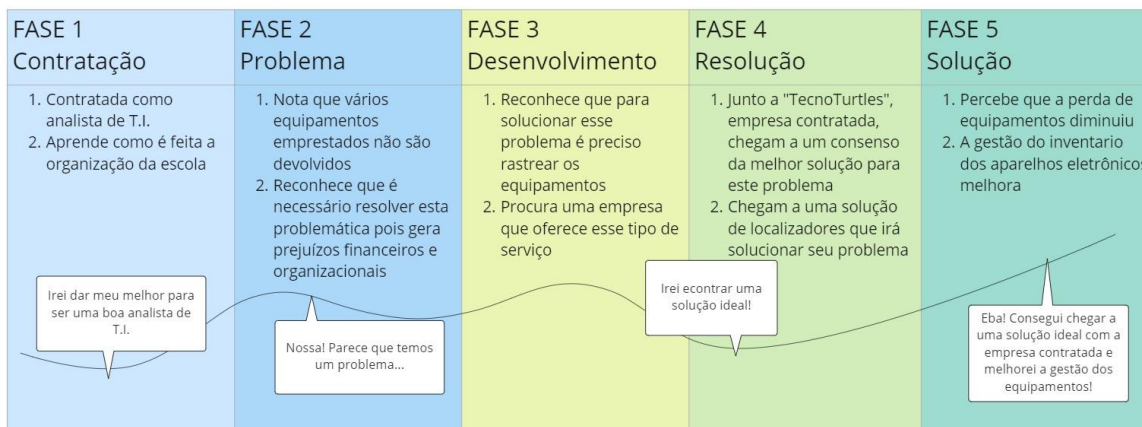 FASE 1
Contratação
1. Contratada como
analista de T.I.
2. Aprende como é feita a
organização da escola
Irei dar meu melhor para
ser uma boa analista de
T.I.
FASE 2
Problema
1. Nota que vários
equipamentos
emprestados não são
devolvidos
2. Reconhece que é
necessário resolver esta
problemática pois gera
prejuízos financeiros e
organizacionais
Nossa! Parece que temos
um problema...
FASE 3
Desenvolvimento
1. Reconhece que para
solucionar esse
problema é preciso
rastrear os
equipamentos
2. Procura uma empresa
que oferece esse tipo de
serviço
FASE 4
Resolução
1. Junto a "TecnoTurtles",
empresa contratada,
chegam a um consenso
da melhor solução para
este problema
2. Chegam a uma solução
de localizadores que irá
solucionar seu problema
Irei econtrar uma
solução ideal!
FASE 5
Solução
1. Percebe que a perda de
equipamentos diminuiu
2. A gestão do inventario
dos aparelhos eletrônicos
melhora
Eba! Consegui chegar a
uma solução ideal com a
empresa contratada e
melhorei a gestão dos
equipamentos!